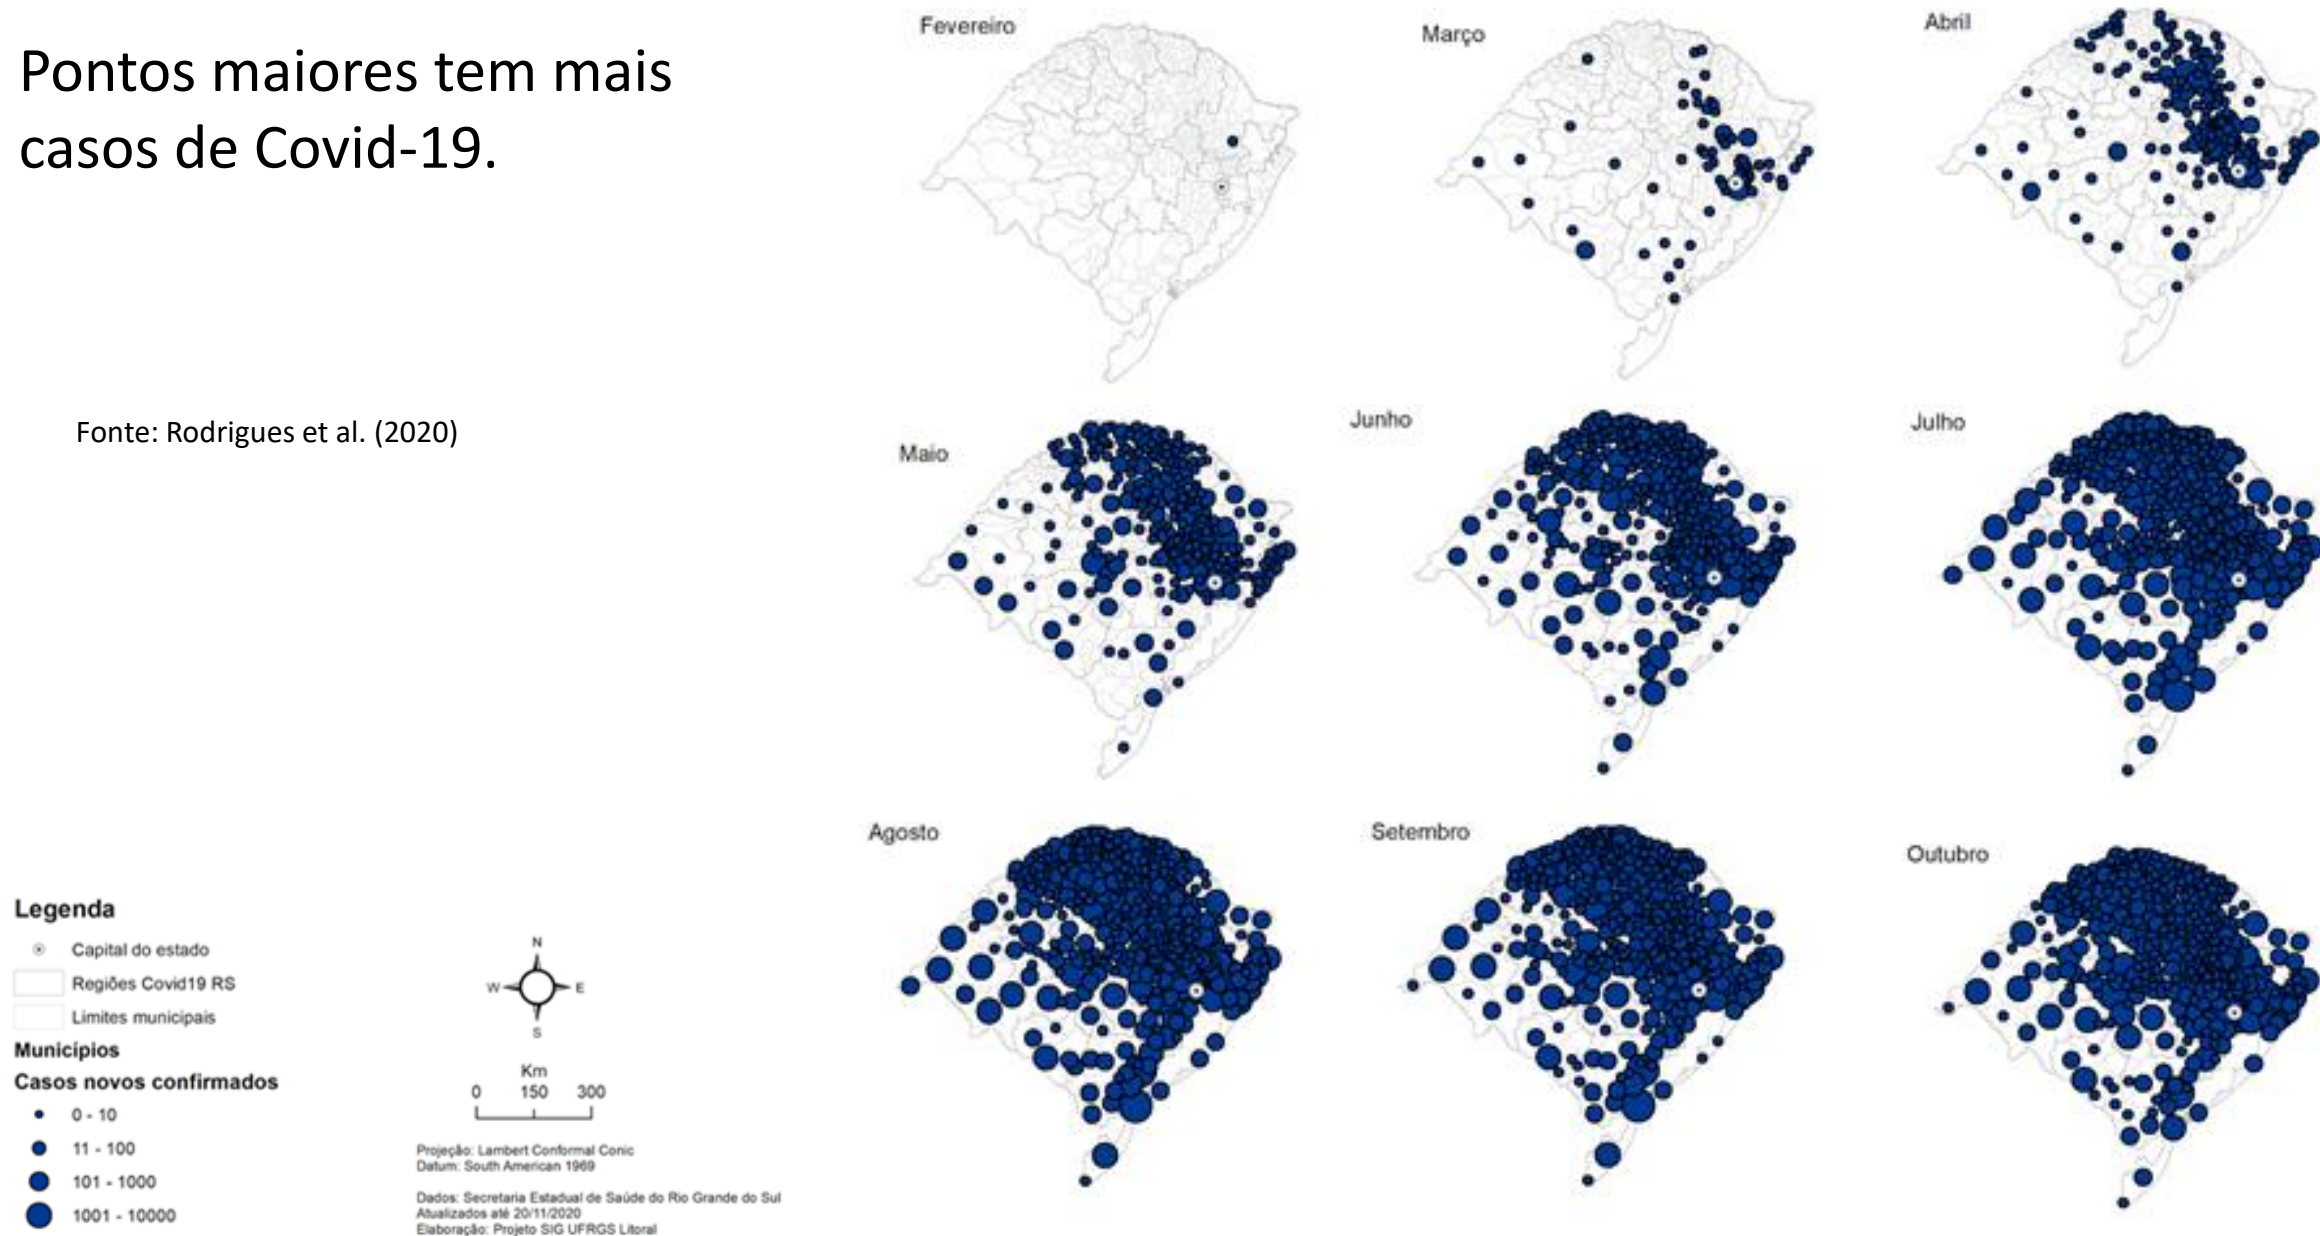 Pontos maiores tem mais
casos de Covid-19.
Fonte: Rodrigues et al. (2020)
Fevereiro
Março
Abril
Maio
Junho
Julho
Agosto
Setembro
Outubro
Legenda
Capital do estado
Regiões Covid19 RS
Limites municipais
Municípios
Casos novos confirmados
0 - 10
11 - 100
101 - 1000
1001 - 10000
N
W E
S
Km
0 150 300
Projeção: Lambert Conformal Conic
Datum: South American 1969
Dados: Secretaria Estadual de Saúde do Rio Grande do Sul
Atualizados até 20/11/2020
Elaboração: Projeto SIG UFRGS Litoral